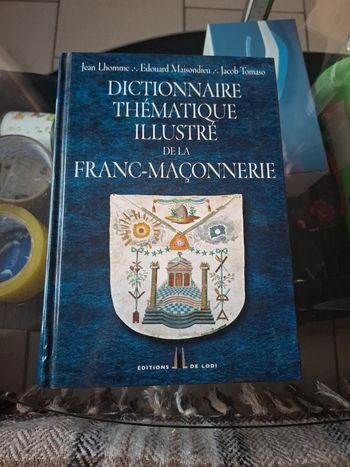 Jean Lhomme ∴ Edouard Maisondieu ∴ Jacob Tomaso
DICTIONNAIRE
THÉMATIQUE
ILLUSTRÉ
DE LA
FRANC-MAÇONNERIE
EDITIONS DE LODI